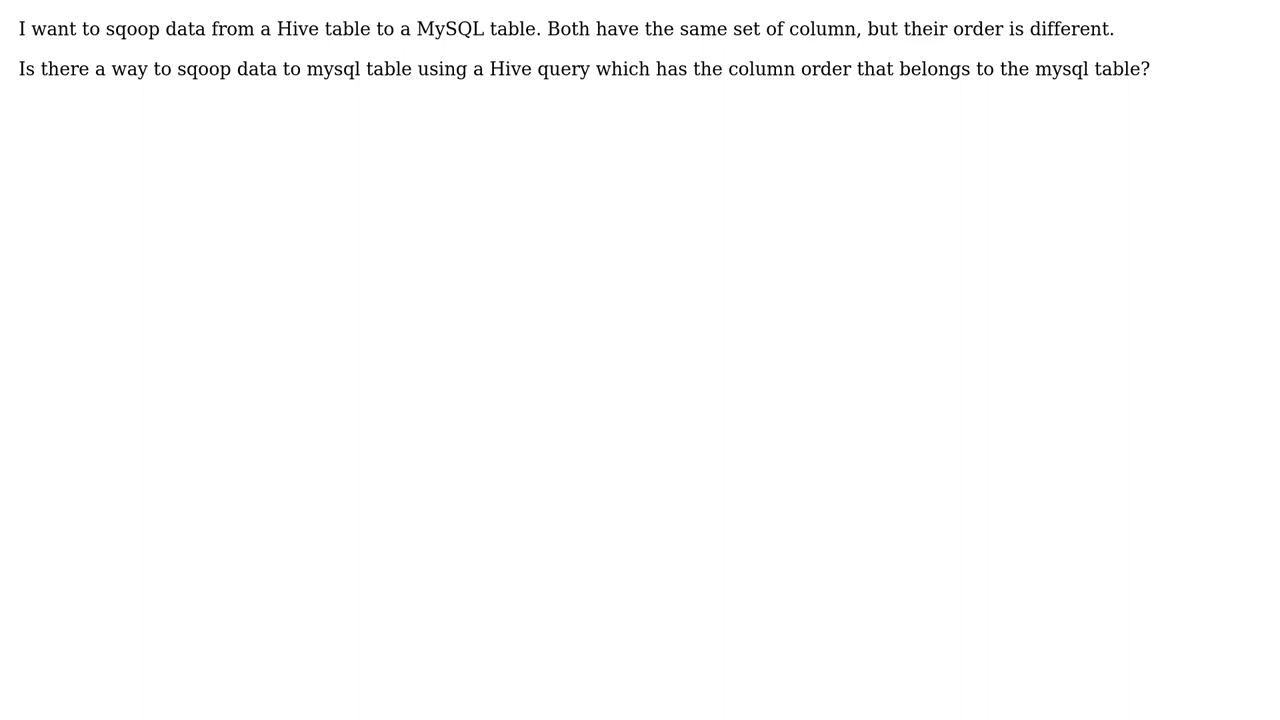 I want to sqoop data from a Hive table to a MySQL table. Both have the same set of column, but their order is different.
Is there a way to sqoop data to mysql table using a Hive query which has the column order that belongs to the mysql table?